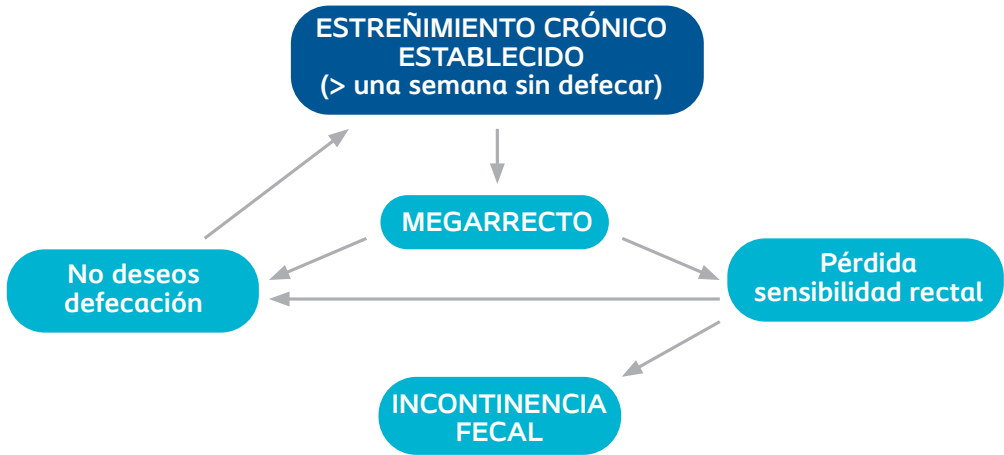 ESTREÑIMIENTO CRÓNICO
ESTABLECIDO
(> una semana sin defecar)
MEGARRECTO
No deseos
defecación
Pérdida
sensibilidad rectal
INCONTINENCIA
FECAL